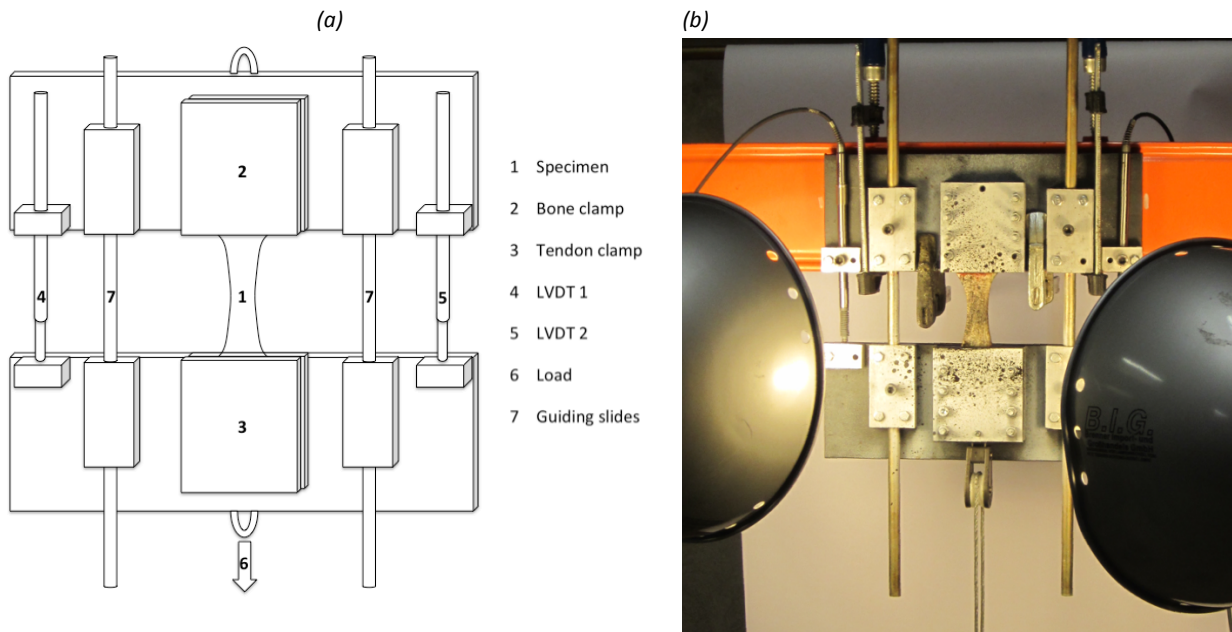 (a)
(b)
2
1
4
7
7
5
3
6
1 Specimen
2 Bone clamp
3 Tendon clamp
4 LVDT 1
5 LVDT 2
6 Load
7 Guiding slides
B.I.G.